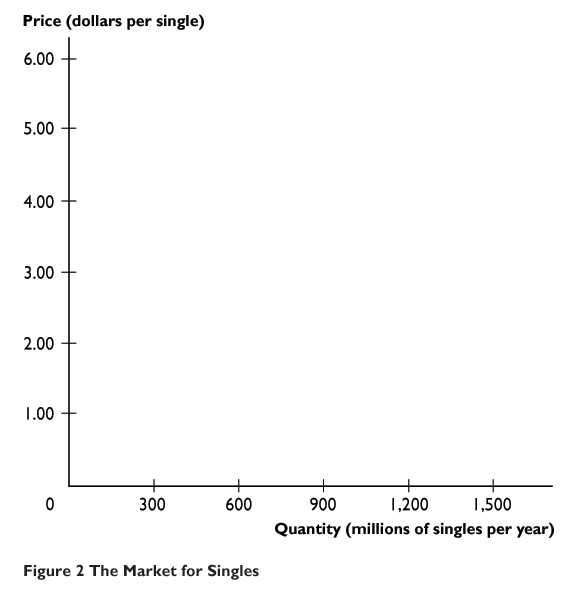 Price (dollars per single)
6.00
5.00
4.00
3.00
2.00
1.00
0 300 600 900 1,200 1,500
Quantity (millions of singles per year)
Figure 2 The Market for Singles